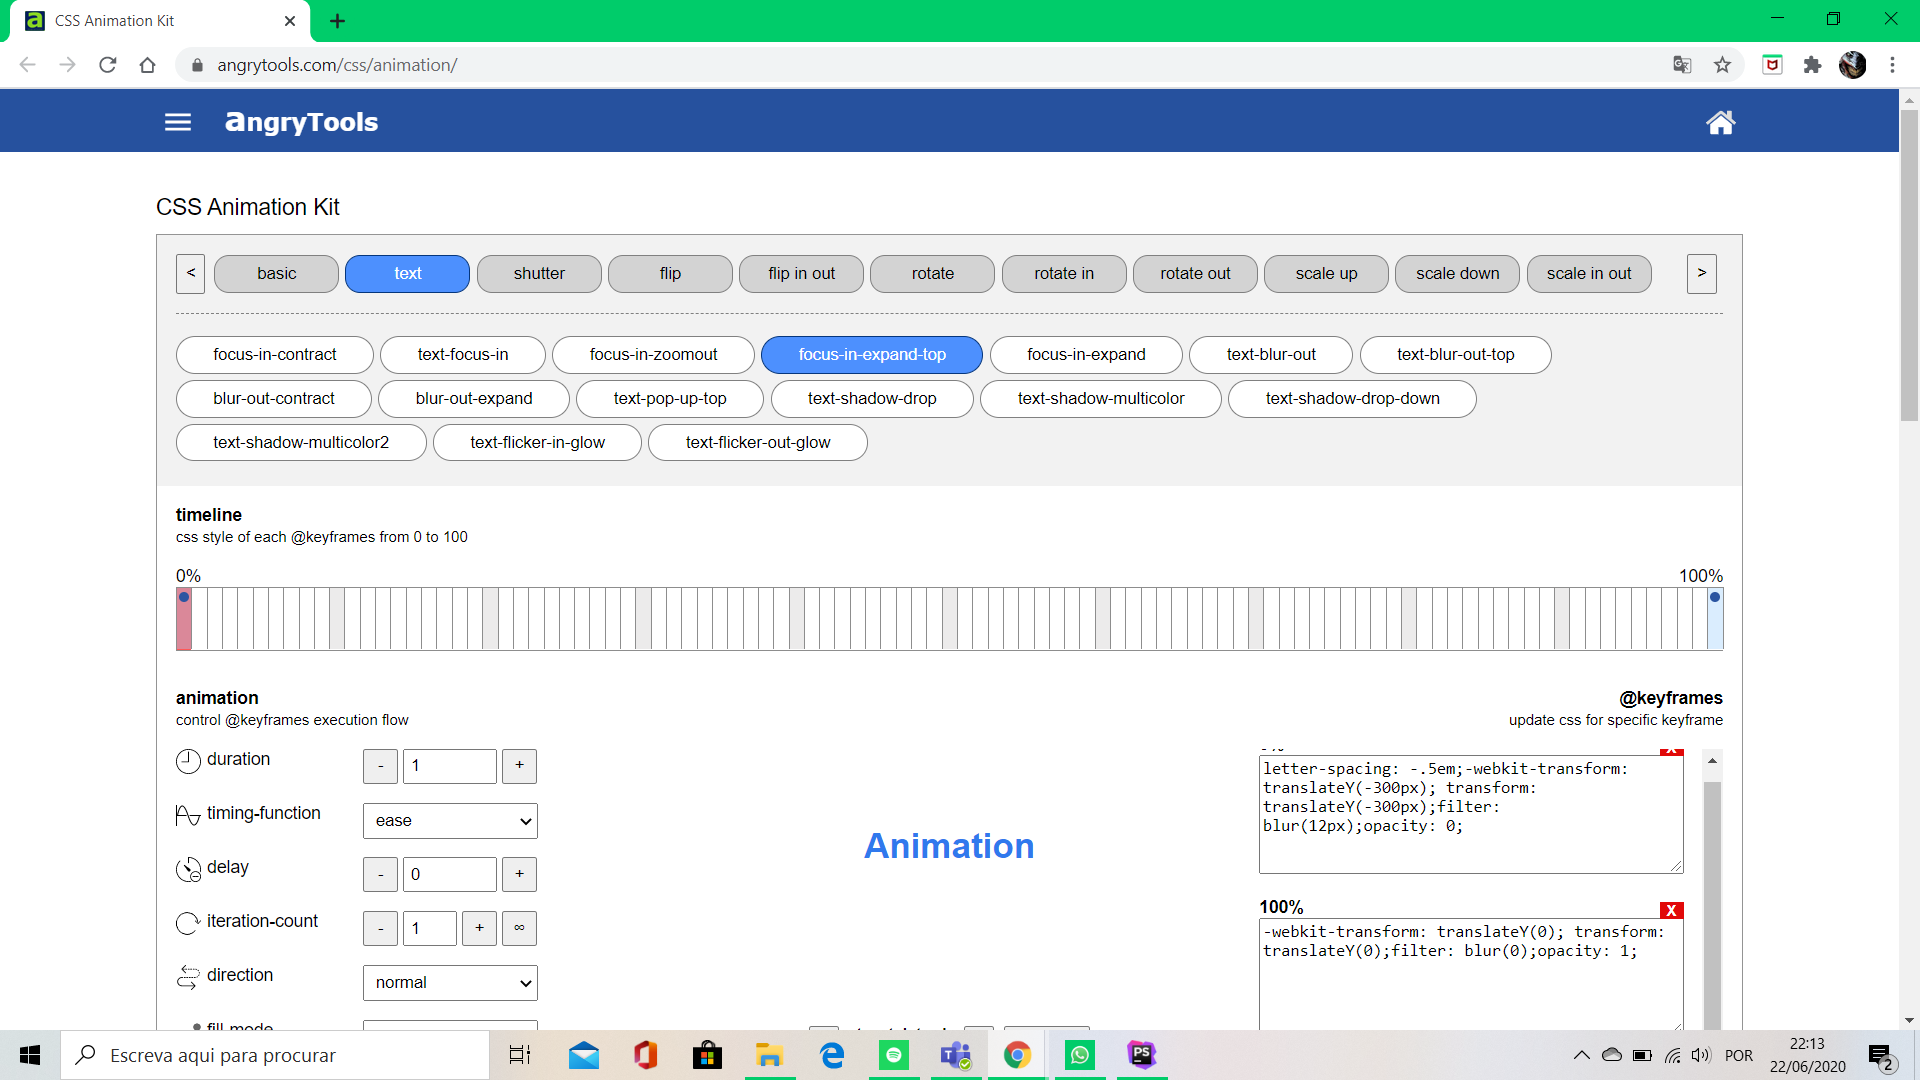 CSS Animation Kit
angrytools.com/css/animation/
angryTools
CSS Animation Kit
< basic text shutter flip flip in out rotate rotate in rotate out scale up scale down scale in out >
focus-in-contract text-focus-in focus-in-zoomout focus-in-expand-top focus-in-expand text-blur-out text-blur-out-top
blur-out-contract blur-out-expand text-pop-up-top text-shadow-drop text-shadow-multicolor text-shadow-drop-down
text-shadow-multicolor2 text-flicker-in-glow text-flicker-out-glow
timeline
css style of each @keyframes from 0 to 100
0% 100%
animation
control @keyframes execution flow
@keyframes
update css for specific keyframe
duration - 1 +
timing-function ease
delay - 0 +
iteration-count - 1 + ∞
direction normal
fill-mode
Animation
X
letter-spacing: -.5em;-webkit-transform:
translateY(-300px); transform:
translateY(-300px);filter:
blur(12px);opacity: 0;
100% X
-webkit-transform: translateY(0); transform:
translateY(0);filter: blur(0);opacity: 1;
Escreva aqui para procurar
POR
22:13
22/06/2020
2